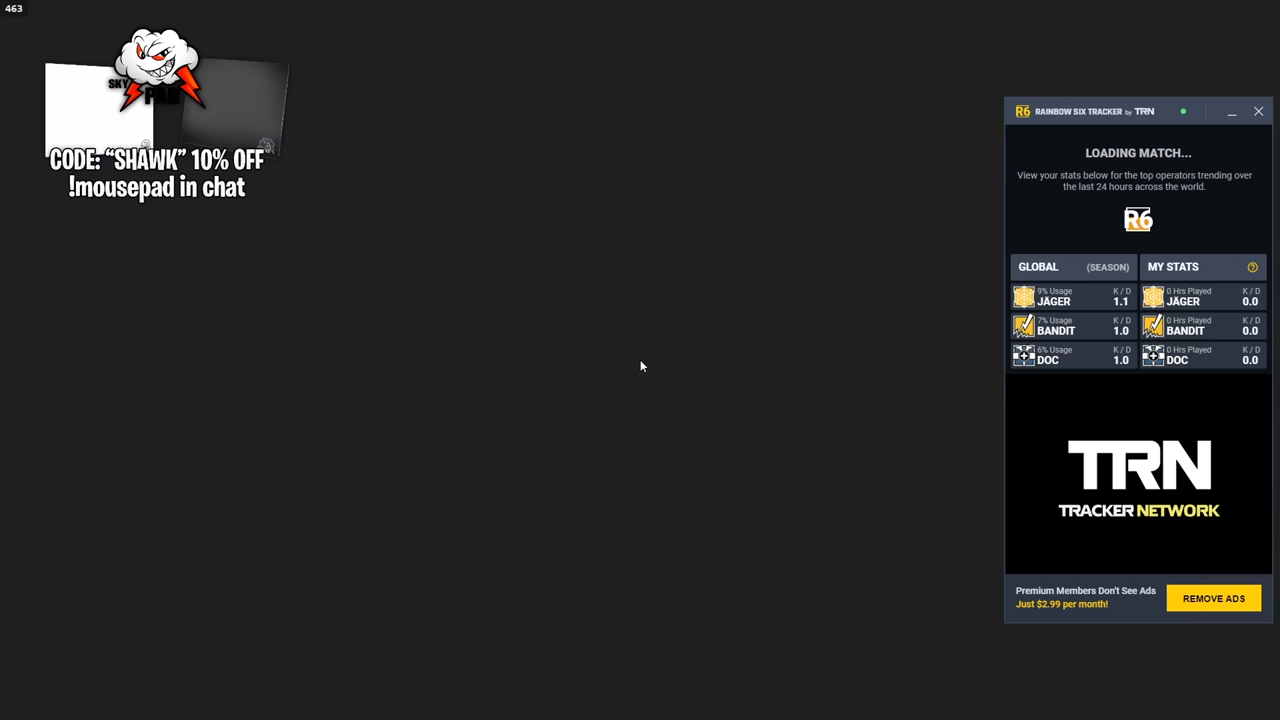 463
SKY
PAD
CODE: “SHAWK” 10% OFF
!mousepad in chat
R6 RAINBOW SIX TRACKER by TRN
LOADING MATCH...
View your stats below for the top operators trending over
the last 24 hours across the world.
R6
GLOBAL (SEASON)
9% Usage K / D
JÄGER 1.1
7% Usage K / D
BANDIT 1.0
6% Usage K / D
DOC 1.0
MY STATS ?
0 Hrs Played K / D
JÄGER 0.0
0 Hrs Played K / D
BANDIT 0.0
0 Hrs Played K / D
DOC 0.0
TRN
TRACKER NETWORK
Premium Members Don't See Ads
Just $2.99 per month!
REMOVE ADS